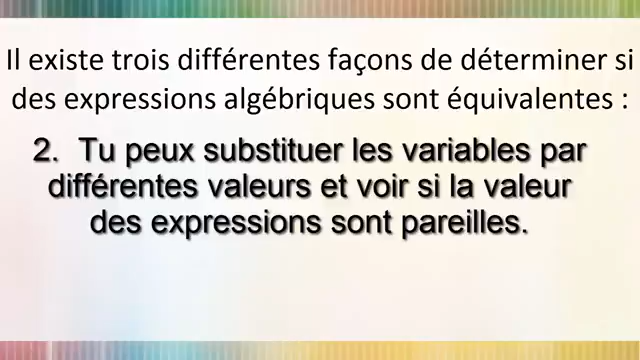 Il existe trois différentes façons de déterminer si
des expressions algébriques sont équivalentes :
2. Tu peux substituer les variables par
différentes valeurs et voir si la valeur
des expressions sont pareilles.